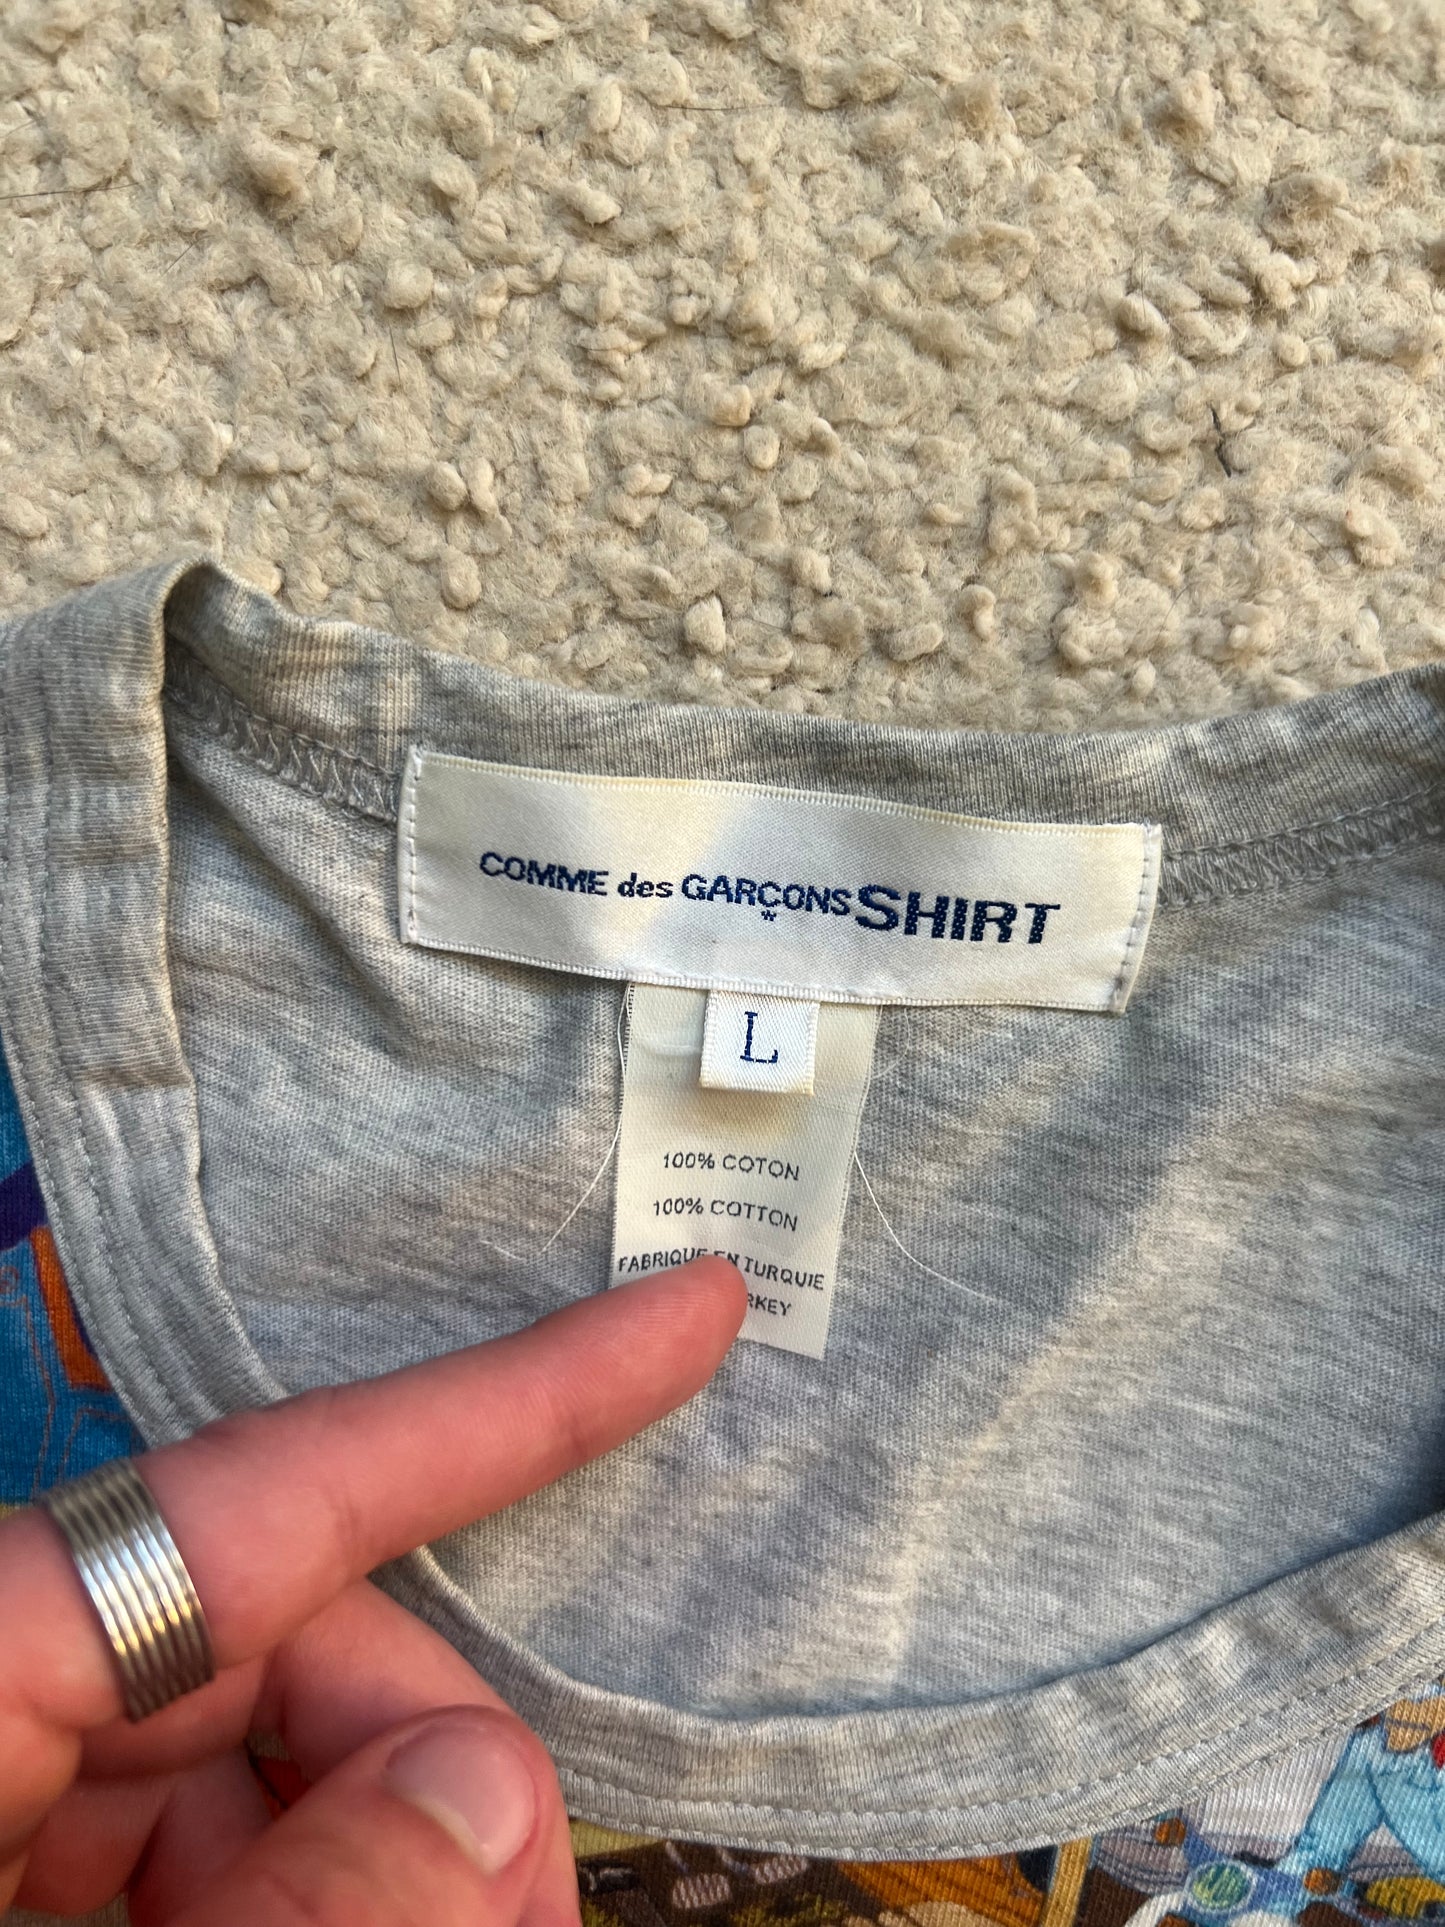 COMME des GARÇONS SHIRT
*
L
100% COTON
100% COTTON
FABRIQUE EN TURQUIE